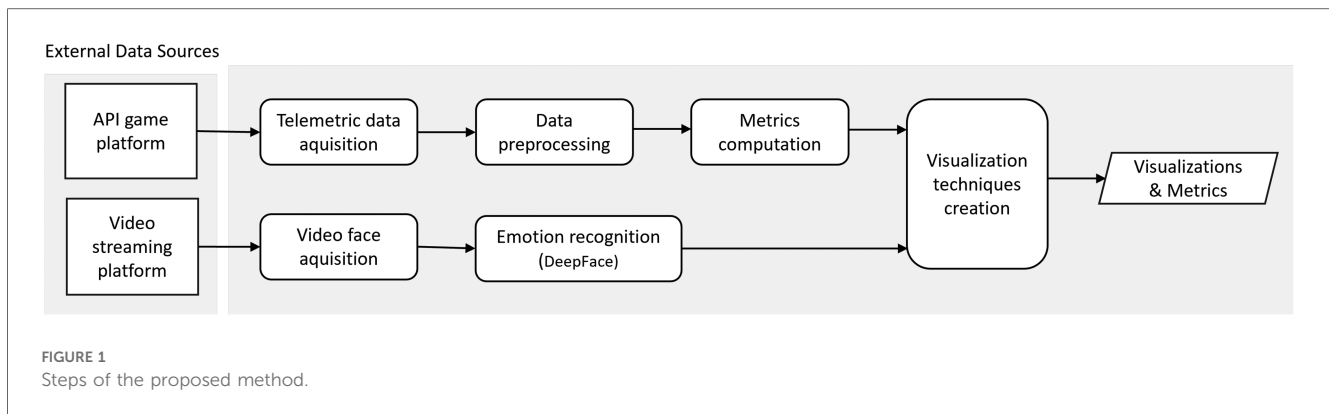 External Data Sources
API game
platform
Telemetric data
aquisition
Data
preprocessing
Metrics
computation
Visualization
techniques
creation
Visualizations
& Metrics
Video
streaming
platform
Video face
aquisition
Emotion recognition
(DeepFace)
FIGURE 1
Steps of the proposed method.